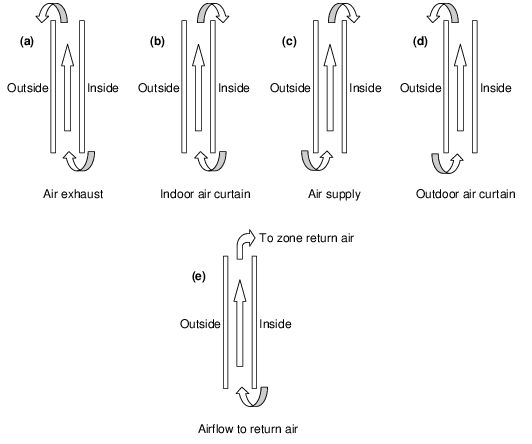 (a)
(b)
(c)
(d)
Outside Inside
Outside Inside
Outside Inside
Outside Inside
Air exhaust
Indoor air curtain
Air supply
Outdoor air curtain
To zone return air
(e)
Outside Inside
Airflow to return air